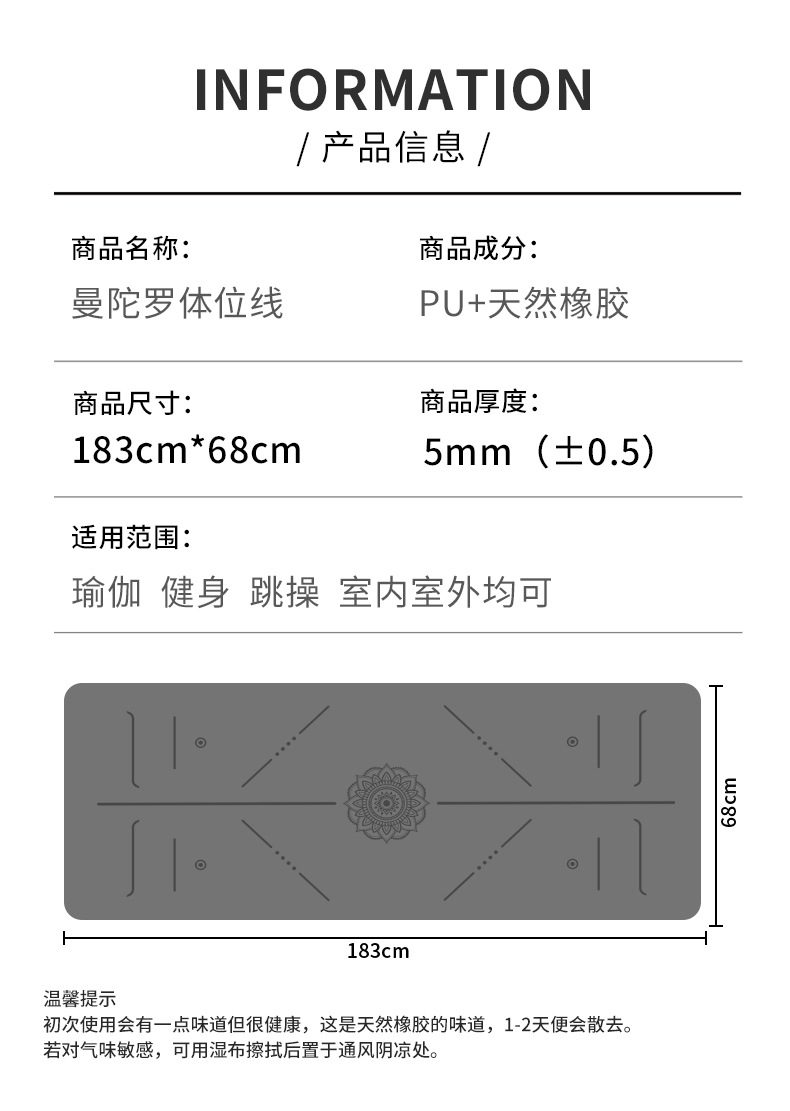 INFORMATION
/ 产品信息 /
商品名称：
商品成分：
曼陀罗体位线
PU+天然橡胶
商品尺寸：
商品厚度：
183cm*68cm
5mm（±0.5）
适用范围：
瑜伽 健身 跳操 室内室外均可
68cm
183cm
温馨提示
初次使用会有一点味道但很健康，这是天然橡胶的味道，1-2天便会散去。
若对气味敏感，可用湿布擦拭后置于通风阴凉处。